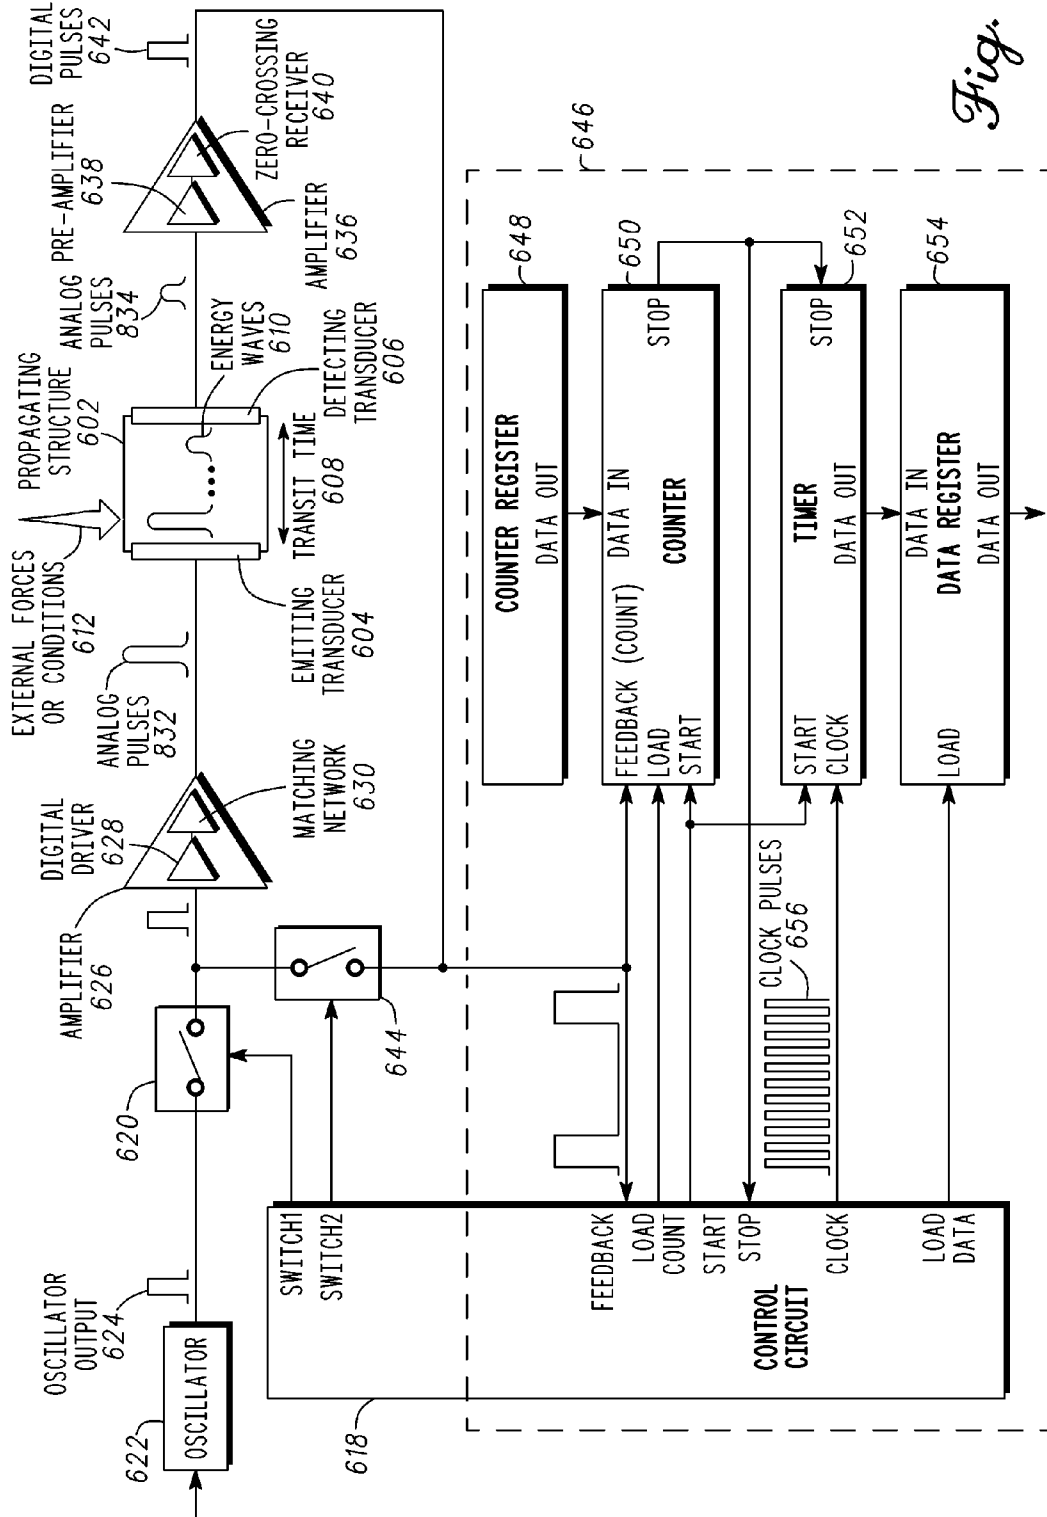 OSCILLATOR
622
OSCILLATOR
OUTPUT
624
620
AMPLIFIER
626
DIGITAL
DRIVER
628
MATCHING
NETWORK
630
644
ANALOG
PULSES
832
EXTERNAL FORCES
OR CONDITIONS
612
EMITTING
TRANSDUCER
604
PROPAGATING
STRUCTURE
602
TRANSIT TIME
608
ENERGY
WAVES
610
DETECTING
TRANSDUCER
606
ANALOG
PULSES
834
PRE-AMPLIFIER
638
AMPLIFIER
636
ZERO-CROSSING
RECEIVER
640
DIGITAL
PULSES
642
618
SWITCH1
SWITCH2
FEEDBACK
LOAD
COUNT
START
STOP
CLOCK
LOAD
DATA
CONTROL
CIRCUIT
CLOCK PULSES
656
646
COUNTER REGISTER
DATA OUT
648
FEEDBACK (COUNT)
LOAD
START
DATA IN
COUNTER
STOP
650
START
CLOCK
TIMER
DATA OUT
STOP
652
LOAD
DATA IN
DATA REGISTER
DATA OUT
654
Fig.